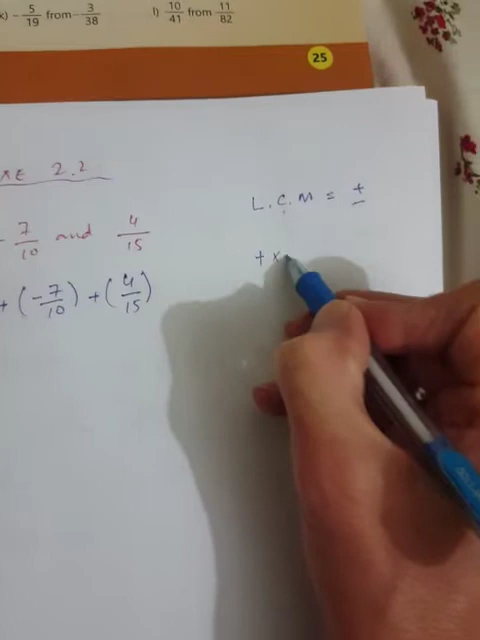 k) - 5/19 from - 3/38 l) 10/41 from 11/82
25
2.2
- 7/10 and 4/15
+ (- 7/10) + (4/15)
L.C.M = ±
+ ×